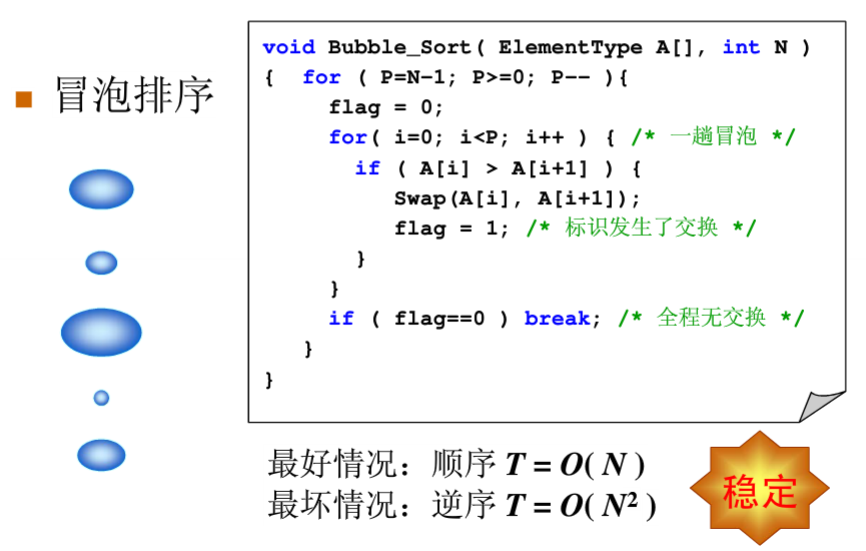 冒泡排序
void Bubble_Sort( ElementType A[], int N )
{ for ( P=N-1; P>=0; P-- ){
flag = 0;
for( i=0; i<P; i++ ) { /* 一趟冒泡 */
if ( A[i] > A[i+1] ) {
Swap(A[i], A[i+1]);
flag = 1; /* 标识发生了交换 */
}
}
if ( flag==0 ) break; /* 全程无交换 */
}
}
最好情况：顺序 T = O( N )
最坏情况：逆序 T = O( N² )
稳定